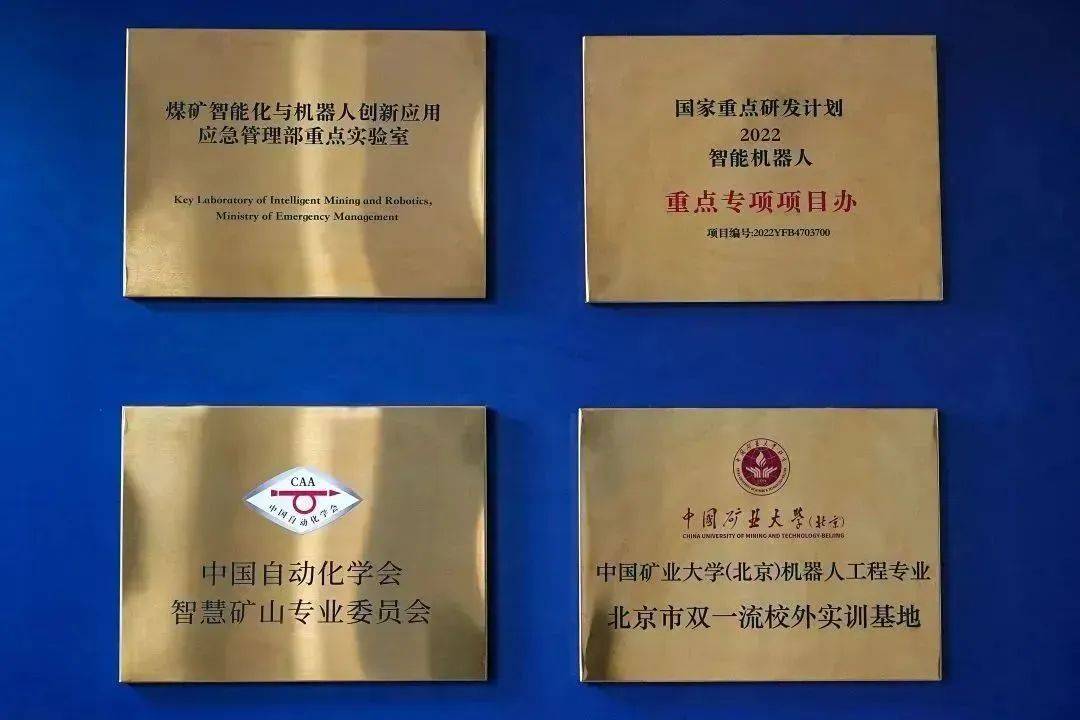 煤矿智能化与机器人创新应用
应急管理部重点实验室
Key Laboratory of Intelligent Mining and Robotics,
Ministry of Emergency Management
国家重点研发计划
2022
智能机器人
重点专项项目办
项目编号:2022YFB4703700
CAA
中国自动化学会
中国自动化学会
智慧矿山专业委员会
中国矿业大学(北京)
CHINA UNIVERSITY OF MINING AND TECHNOLOGY-BEIJING
中国矿业大学(北京)机器人工程专业
北京市双一流校外实训基地